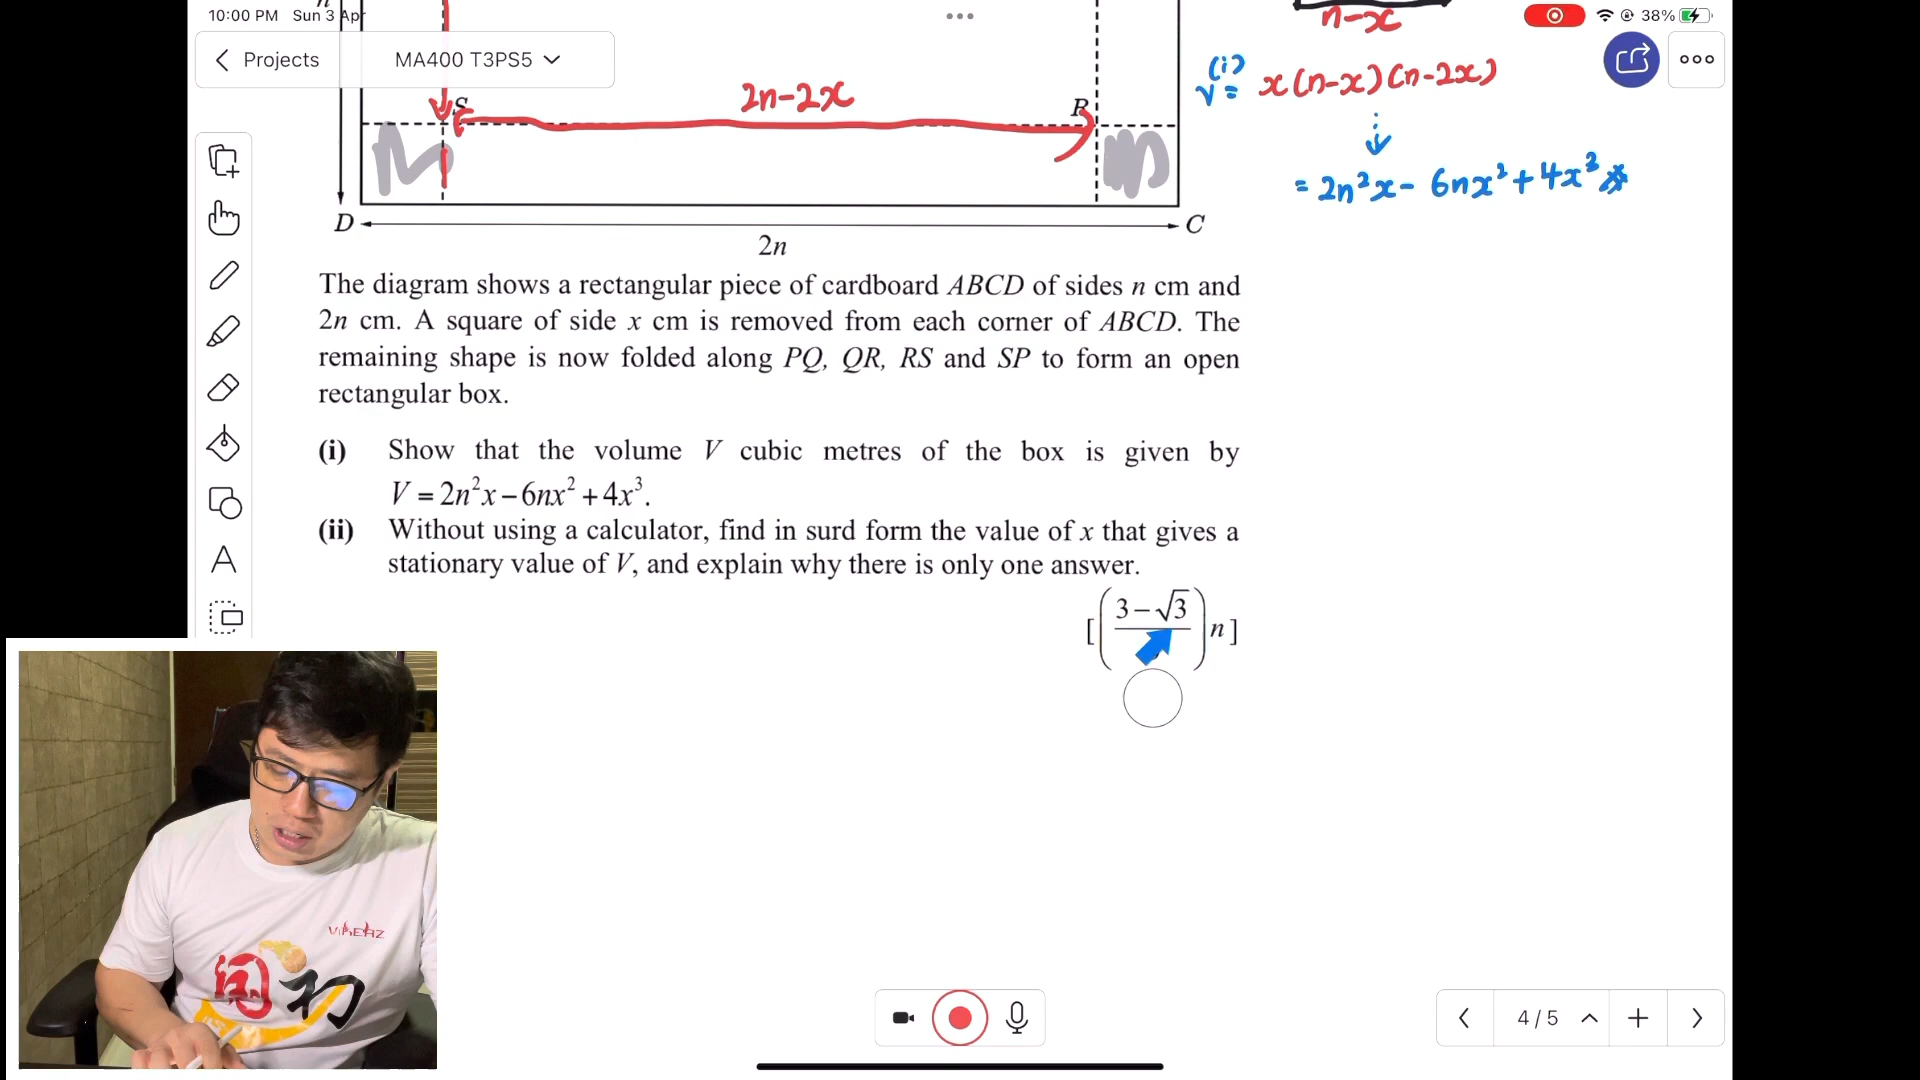 10:00 PM Sun 3 Apr
38%
Projects
MA400 T3PS5
n-x
(i)
V = x(n-x)(n-2x)
= 2n²x - 6nx² + 4x³
2n-2x
S
R
D
C
2n
The diagram shows a rectangular piece of cardboard ABCD of sides n cm and
2n cm. A square of side x cm is removed from each corner of ABCD. The
remaining shape is now folded along PQ, QR, RS and SP to form an open
rectangular box.
(i) Show that the volume V cubic metres of the box is given by
V = 2n²x – 6nx² + 4x³.
(ii) Without using a calculator, find in surd form the value of x that gives a
stationary value of V, and explain why there is only one answer.
3 – √3
[( ) n ]
A
4 / 5
开初